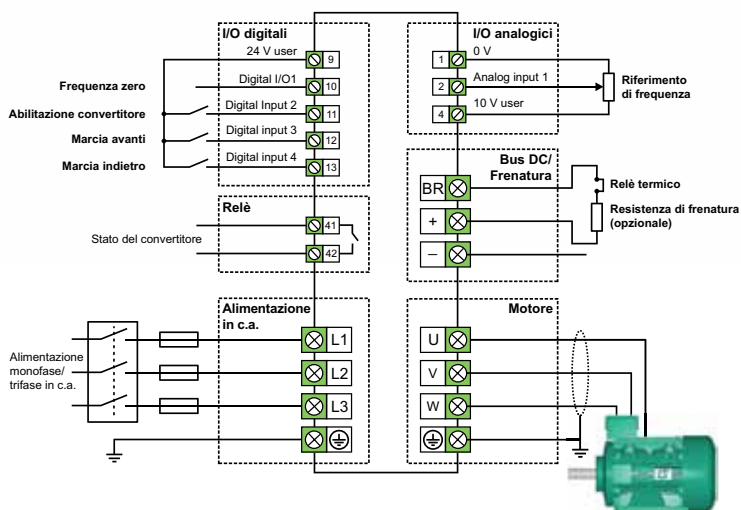 I/O digitali
24 V user
9
Frequenza zero
Digital I/O1
10
Abilitazione convertitore
Digital Input 2
11
Marcia avanti
Digital input 3
12
Marcia indietro
Digital input 4
13
Relè
Stato del convertitore
41
42
Alimentazione
in c.a.
Alimentazione
monofase/
trifase in c.a.
L1
L2
L3
I/O analogici
1
0 V
2
Analog input 1
4
10 V user
Riferimento
di frequenza
Bus DC/
Frenatura
BR
+
–
Relè termico
Resistenza di frenatura
(opzionale)
Motore
U
V
W